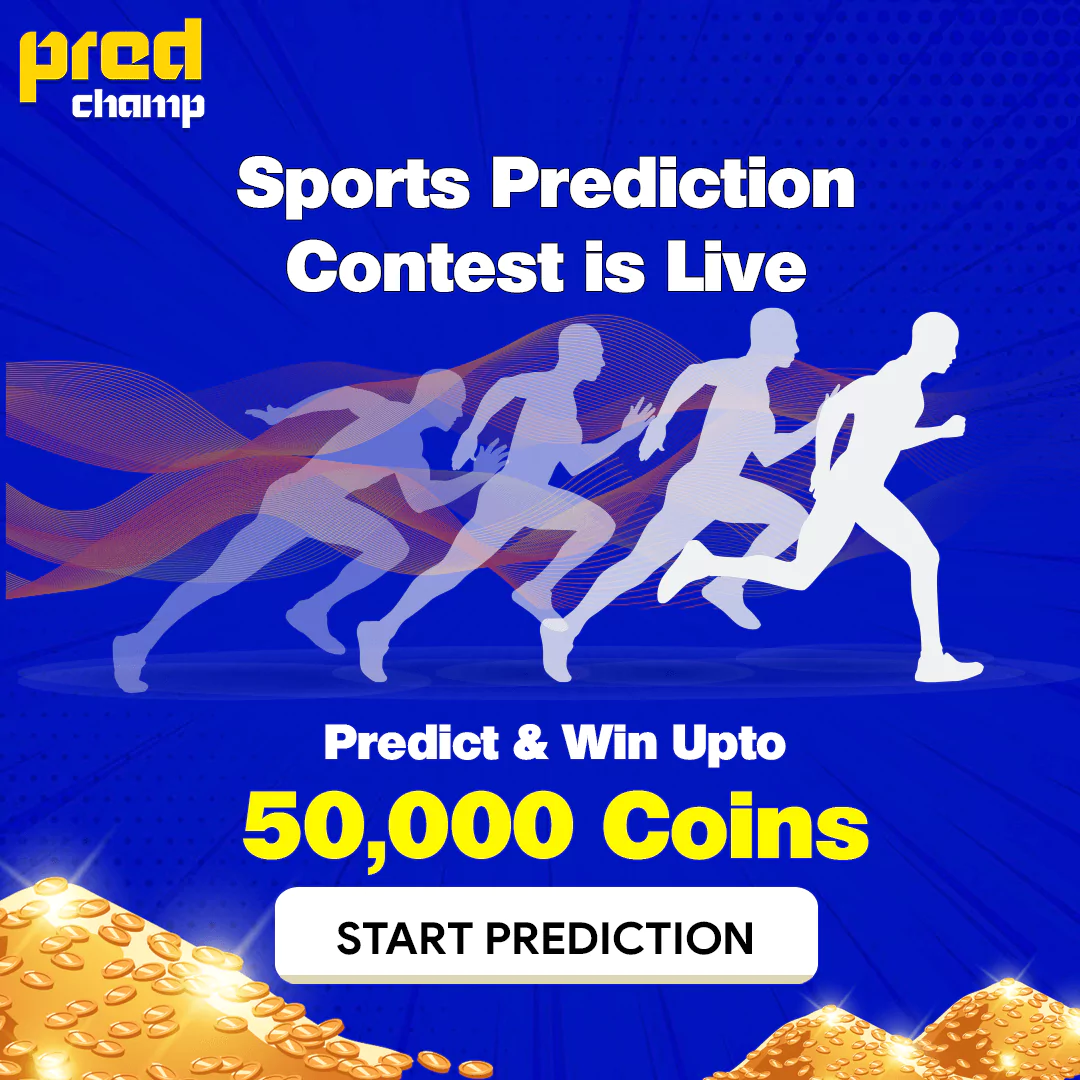 pred
champ
Sports Prediction
Contest is Live
Predict & Win Upto
50,000 Coins
START PREDICTION